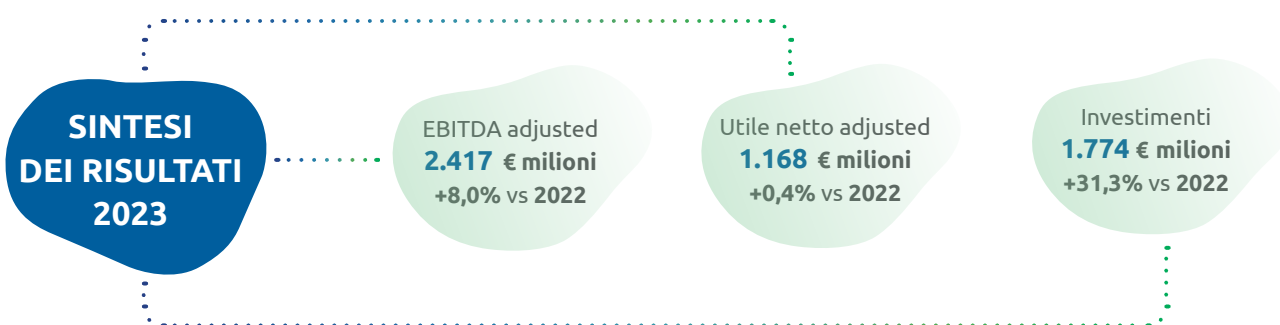 SINTESI
DEI RISULTATI
2023
EBITDA adjusted
2.417 € milioni
+8,0% vs 2022
Utile netto adjusted
1.168 € milioni
+0,4% vs 2022
Investimenti
1.774 € milioni
+31,3% vs 2022